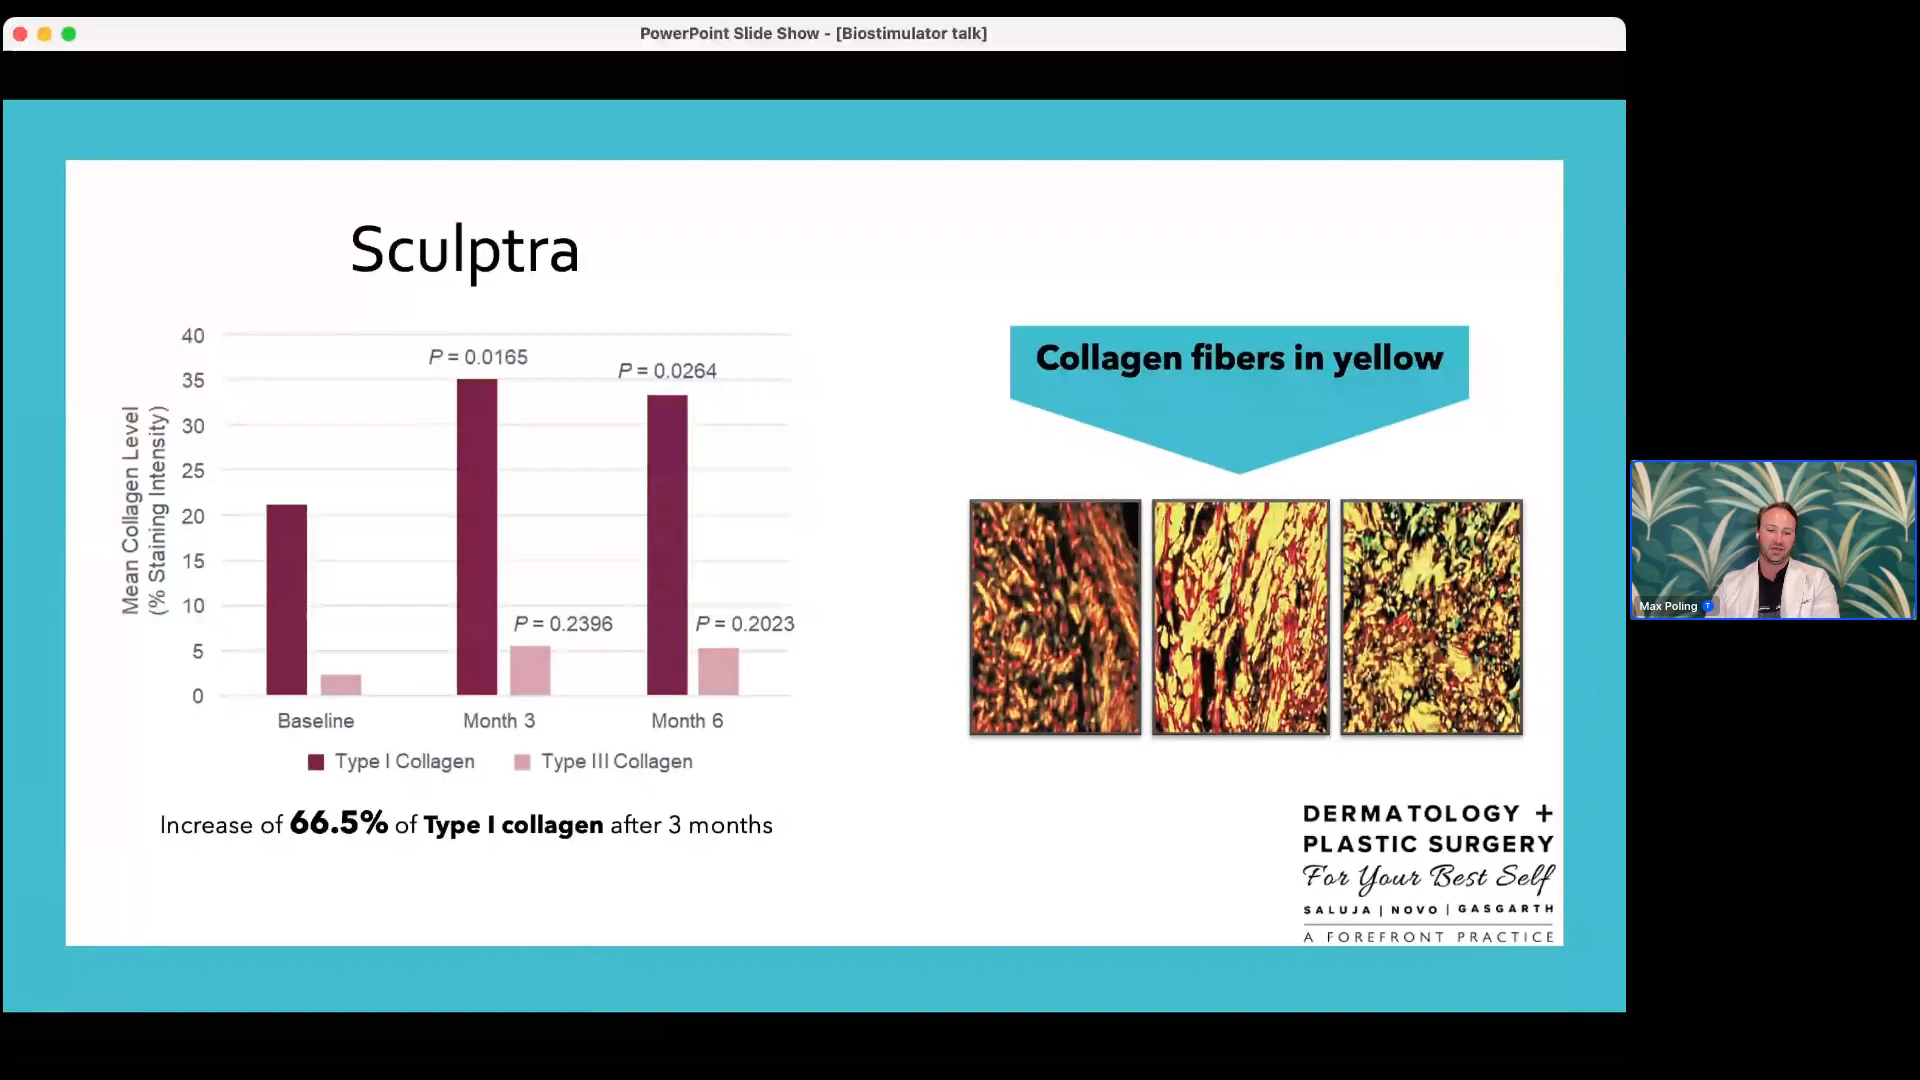 PowerPoint Slide Show - [Biostimulator talk]
Sculptra
40
35
30
25
20
15
10
5
0
Mean Collagen Level
(% Staining Intensity)
P = 0.0165
P = 0.0264
P = 0.2396
P = 0.2023
Baseline
Month 3
Month 6
Type I Collagen
Type III Collagen
Increase of 66.5% of Type I collagen after 3 months
Collagen fibers in yellow
DERMATOLOGY +
PLASTIC SURGERY
For Your Best Self
SALUJA | NOVO | GASGARTH
A FOREFRONT PRACTICE
Max Poling
T